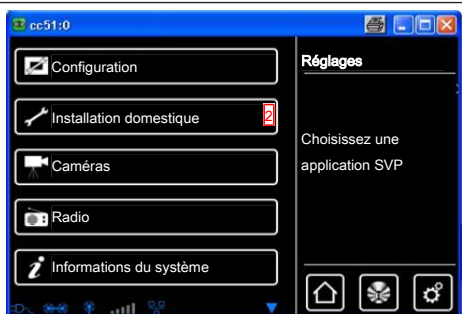 cc51:0
Configuration
Installation domestique
2
Caméras
Radio
Informations du système
Réglages
Choisissez une
application SVP